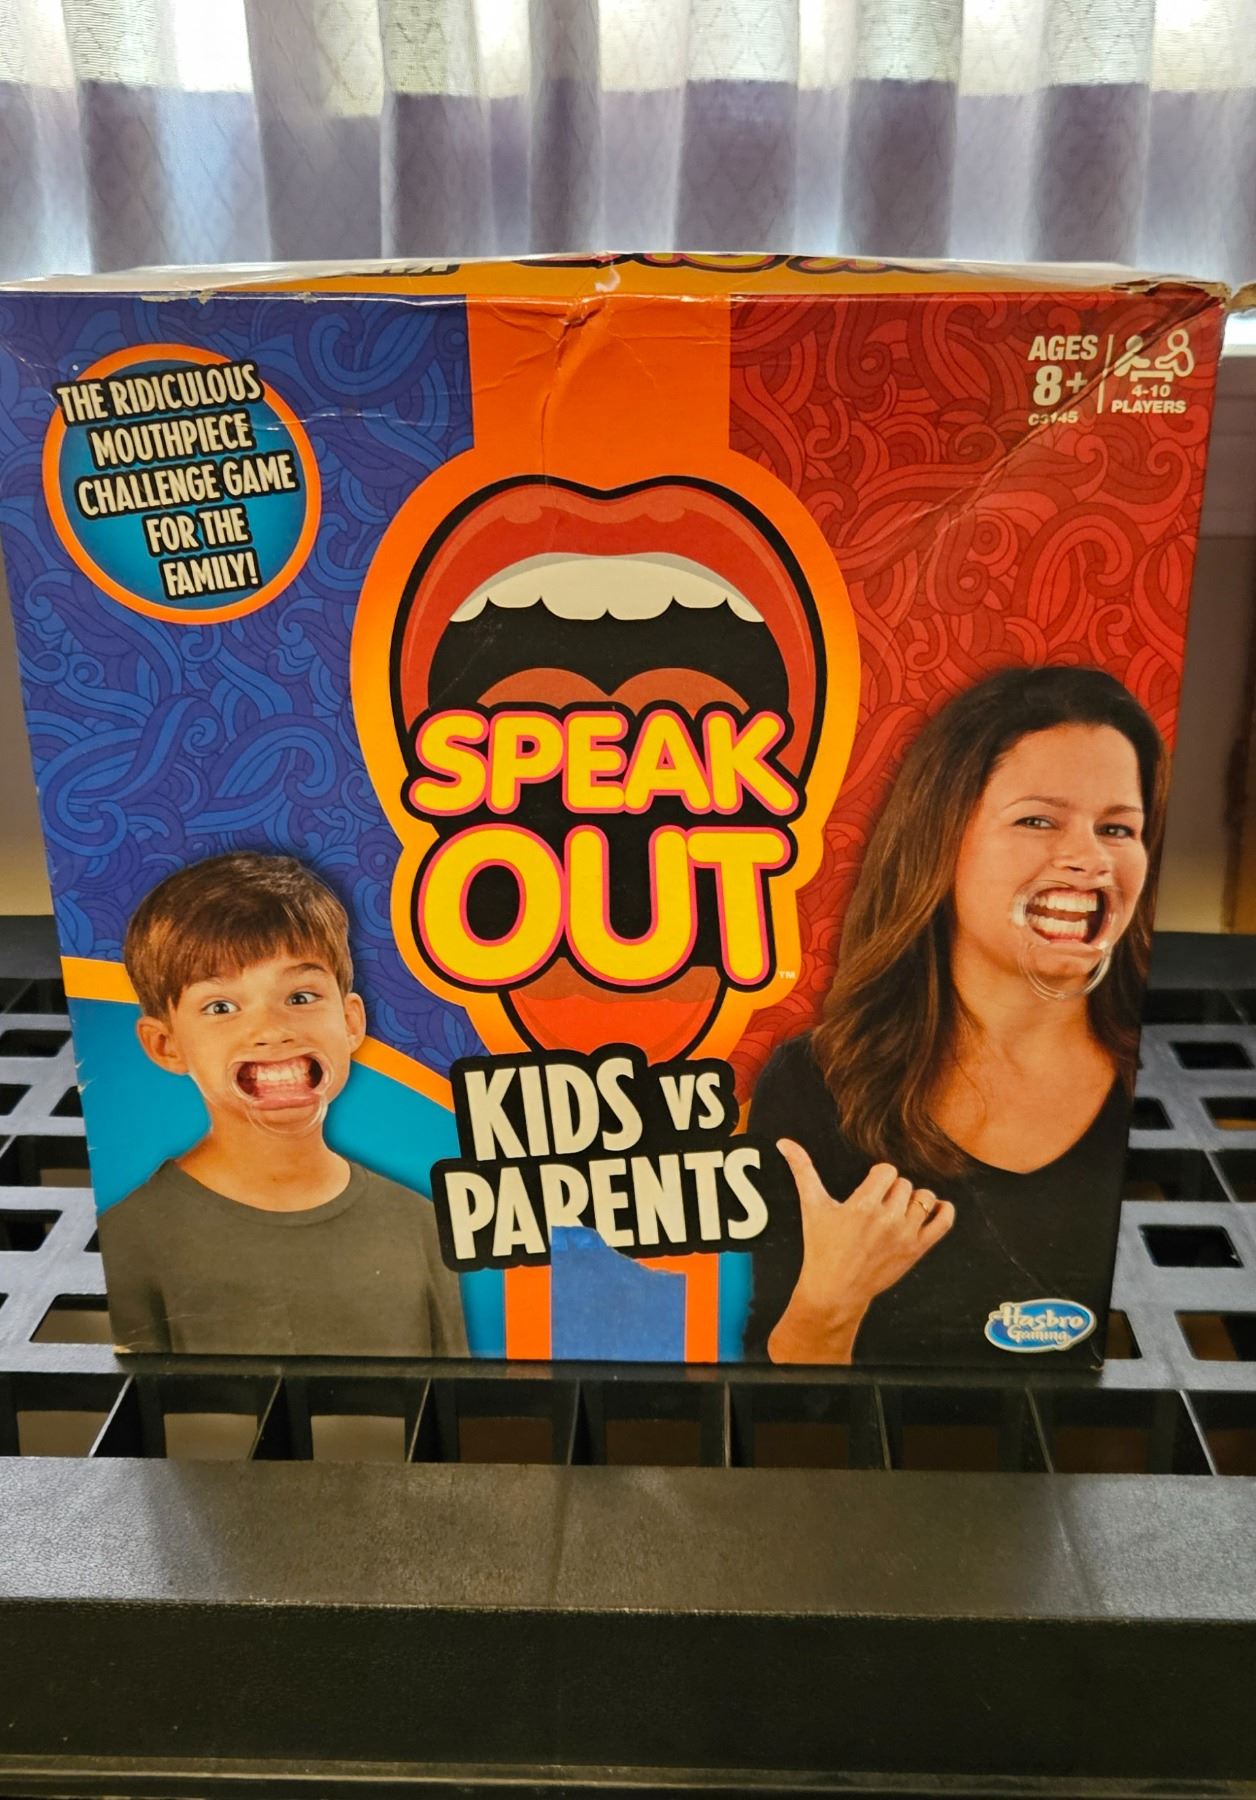 THE RIDICULOUS
MOUTHPIECE
CHALLENGE GAME
FOR THE
FAMILY!
AGES
8+
C3145
4-10
PLAYERS
SPEAK
OUT
TM
KIDS VS
PARENTS
Hasbro
Gaming